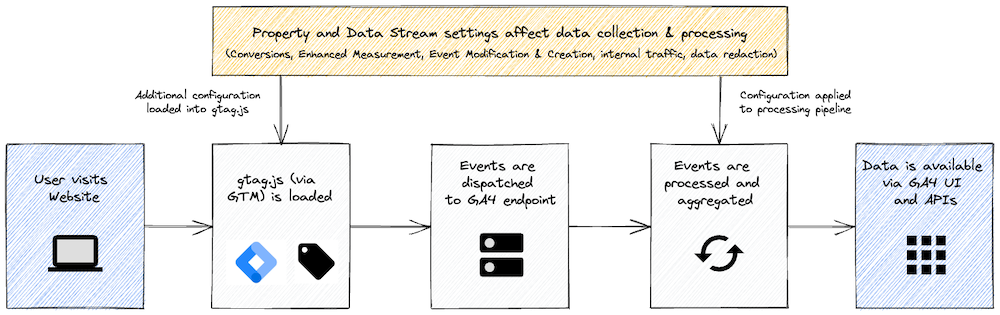 Property and Data Stream settings affect data collection & processing
(Conversions, Enhanced Measurement, Event Modification & Creation, internal traffic, data redaction)
Additional configuration
loaded into gtag.js
Configuration applied
to processing pipeline
User visits
Website
gtag.js (via
GTM) is loaded
Events are
dispatched
to GA4 endpoint
Events are
processed and
aggregated
Data is available
via GA4 UI
and APIs